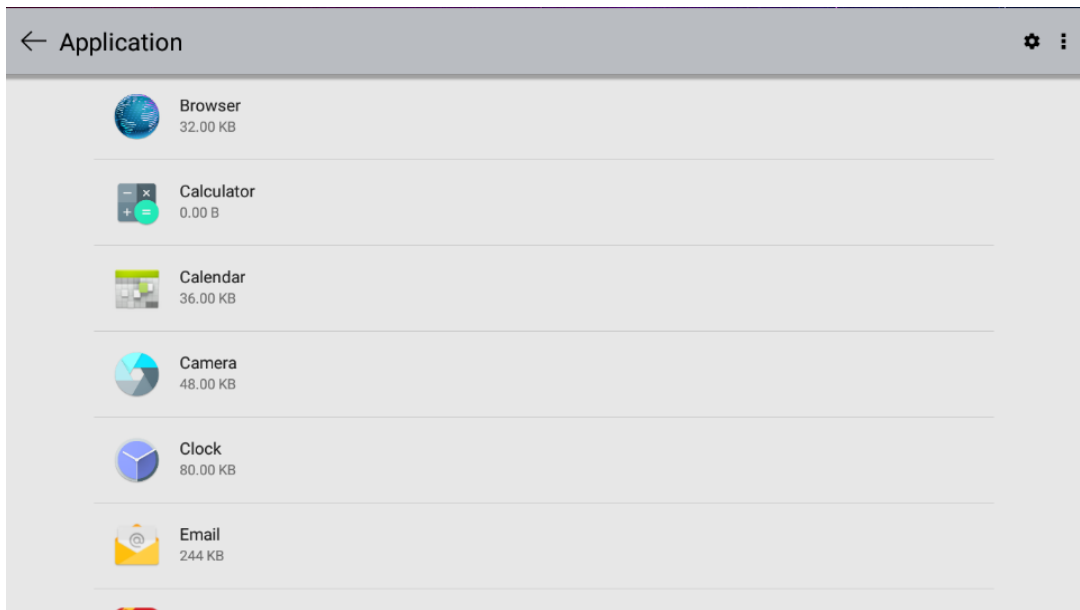 Application
Browser
32.00 KB
Calculator
0.00 B
Calendar
36.00 KB
Camera
48.00 KB
Clock
80.00 KB
Email
244 KB